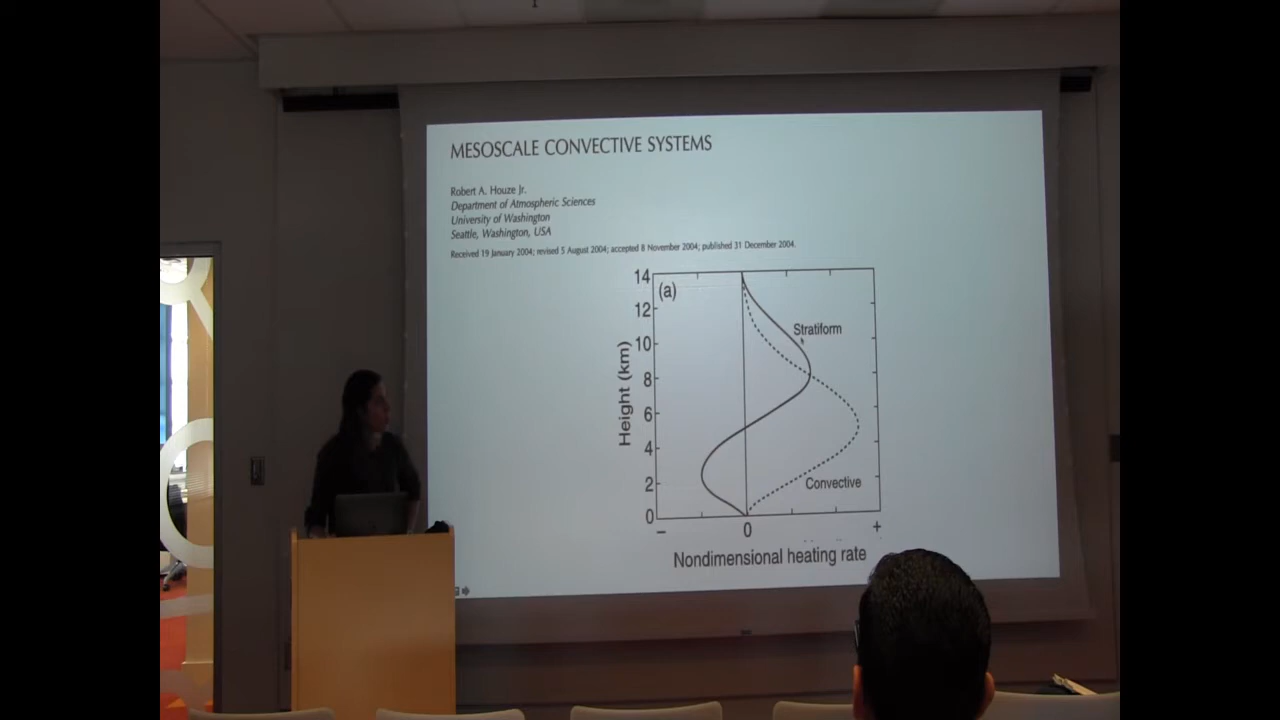 MESOSCALE CONVECTIVE SYSTEMS
Robert A. Houze Jr.
Department of Atmospheric Sciences
University of Washington
Seattle, Washington, USA
Received 19 January 2004; revised 5 August 2004; accepted 8 November 2004; published 31 December 2004.
14
(a)
12
Stratiform
10
Height (km)
8
6
4
Convective
2
0
– 0 +
Nondimensional heating rate